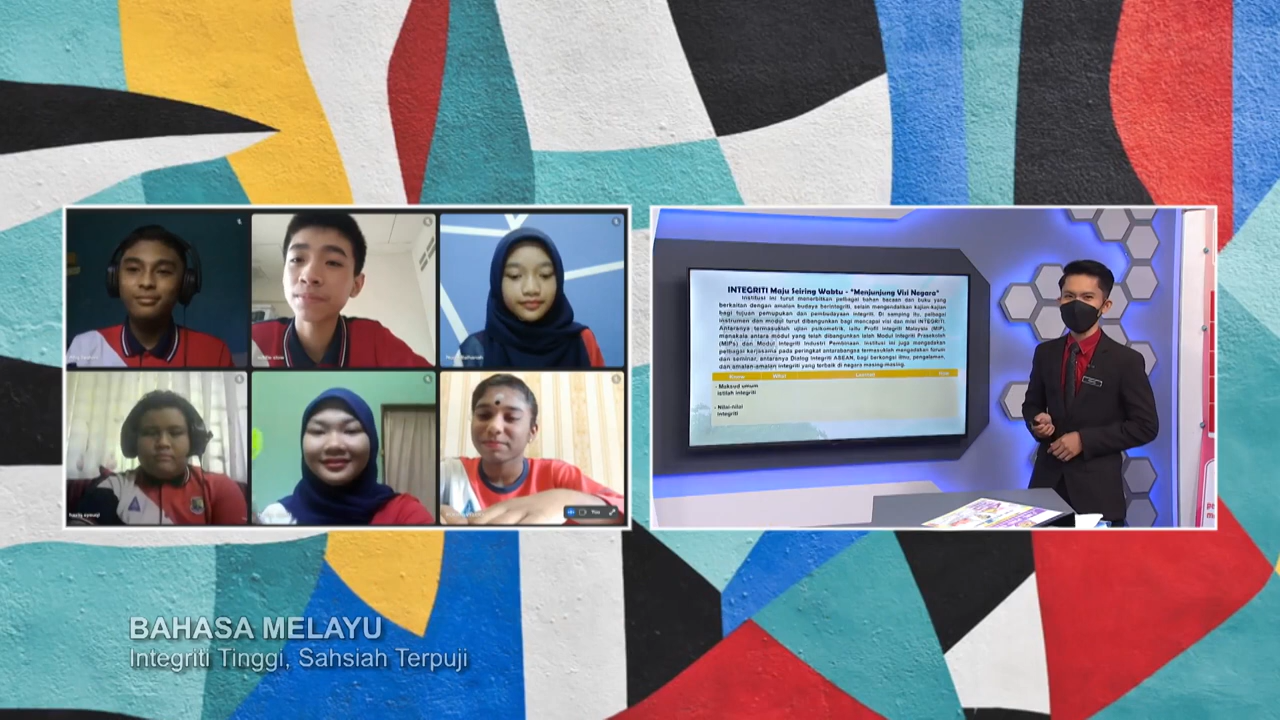 INTEGRITI Maju Seiring Waktu - "Menjunjung Visi Negara"
Institusi ini turut menerbitkan pelbagai bahan bacaan dan buku yang
berkaitan dengan amalan budaya berintegriti, selain mengendalikan kajian-kajian
bagi tujuan pemupukan dan pembudayaan integriti. Di samping itu, pelbagai
instrumen dan modul turut dibangunkan bagi mencapai visi dan misi INTEGRITI.
Antaranya termasuklah ujian psikometrik, iaitu Profil Integriti Malaysia (MIP),
manakala antara modul yang telah dibangunkan ialah Modul Integriti Prasekolah
(MIPs) dan Modul Integriti Industri Pembinaan. Institusi ini juga mengadakan
pelbagai kerjasama pada peringkat antarabangsa termasuklah mengadakan forum
dan seminar, antaranya Dialog Integriti ASEAN, bagi berkongsi ilmu, pengalaman,
dan amalan-amalan integriti yang terbaik di negara masing-masing.
Know What Learned How
- Maksud umum
istilah integriti
- Nilai-nilai
integriti
You
BAHASA MELAYU
Integriti Tinggi, Sahsiah Terpuji